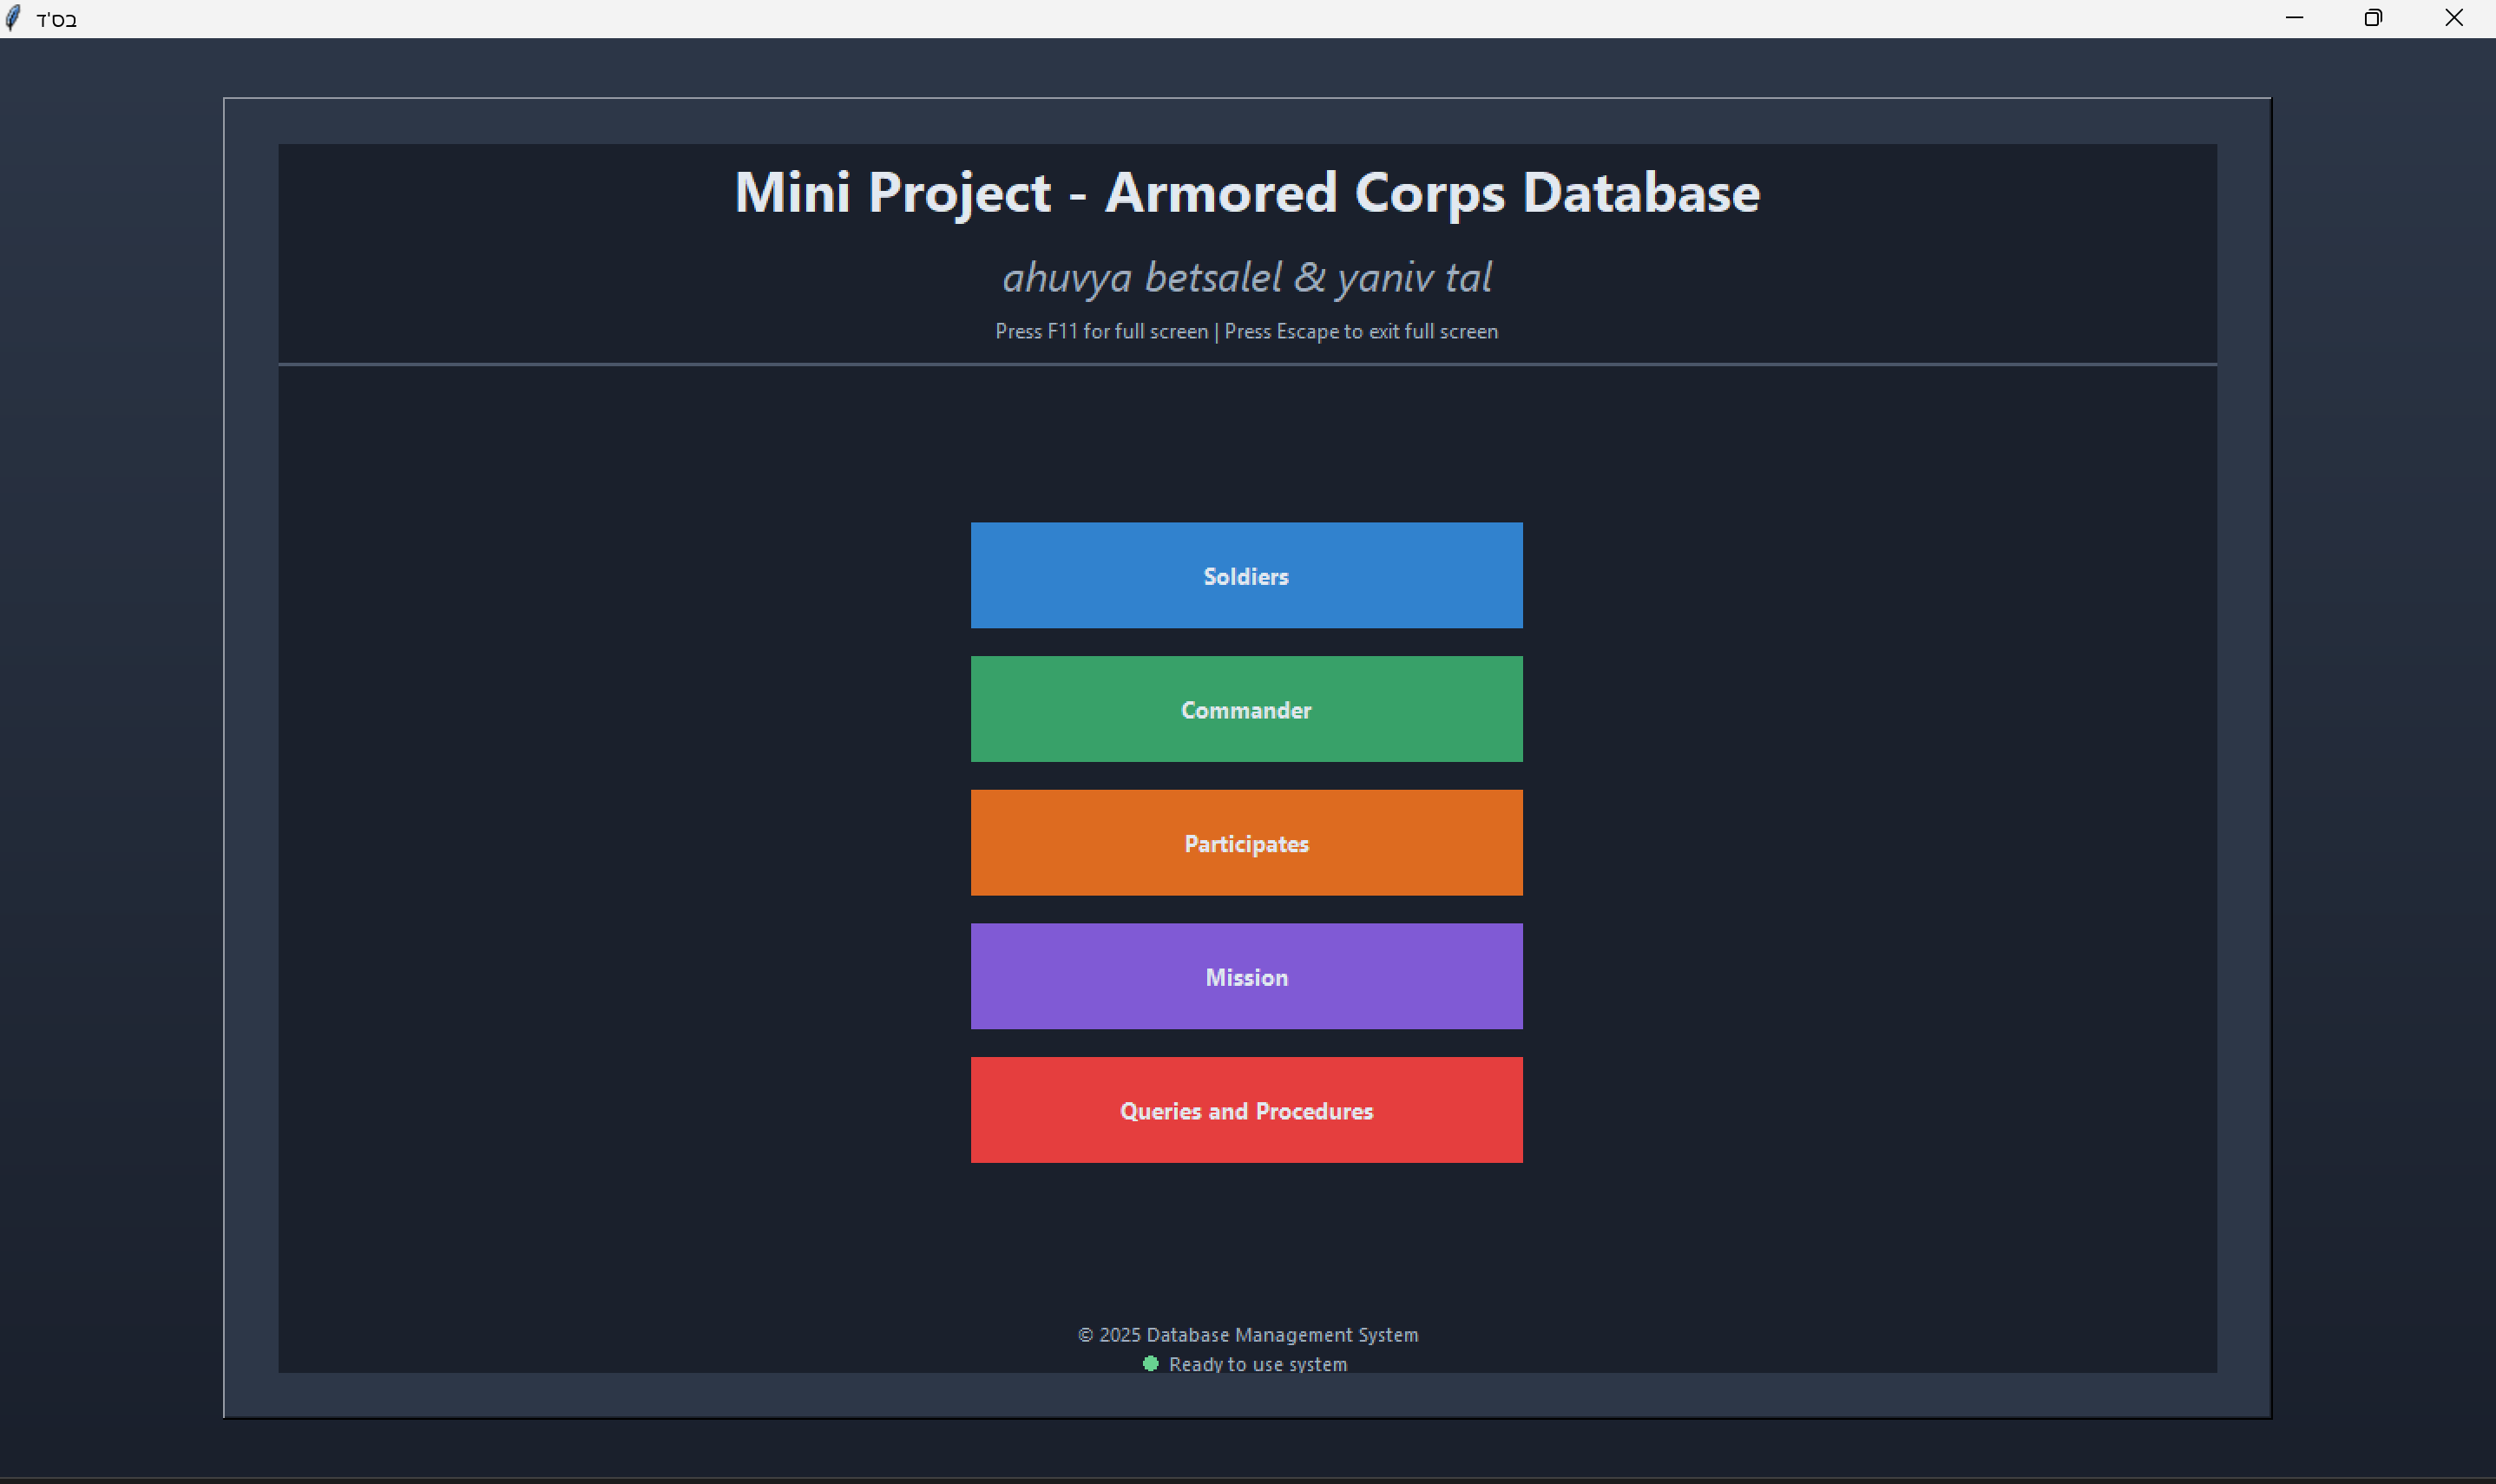 בס'ד
Mini Project - Armored Corps Database
ahuvya betsalel & yaniv tal
Press F11 for full screen | Press Escape to exit full screen
Soldiers
Commander
Participates
Mission
Queries and Procedures
© 2025 Database Management System
Ready to use system